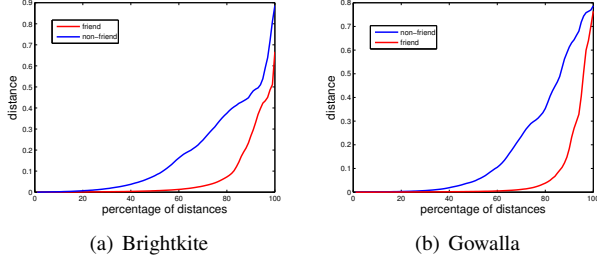 0.9
0.8
0.7
0.6
0.5
0.4
0.3
0.2
0.1
0
distance
friend
non−friend
0 20 40 60 80 100
percentage of distances
(a) Brightkite
0.8
0.7
0.6
0.5
0.4
0.3
0.2
0.1
0
distance
non−friend
friend
0 20 40 60 80 100
percentage of distances
(b) Gowalla